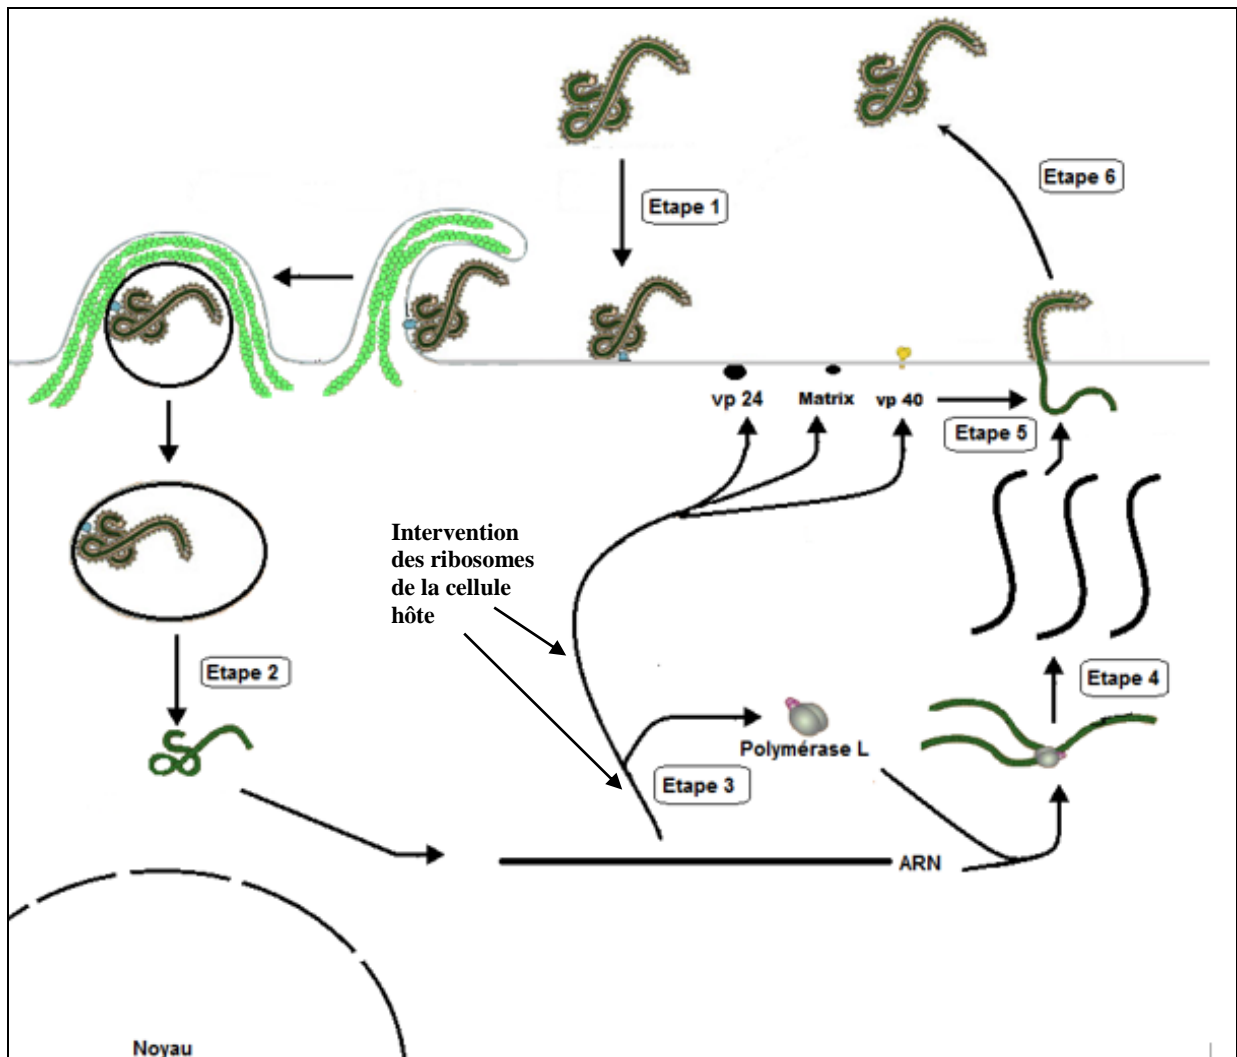 Etape 6
Etape 1
vp 24
Matrix
vp 40
Etape 5
Intervention
des ribosomes
de la cellule
hôte
Etape 2
Etape 4
Polymérase L
Etape 3
ARN
Noyau